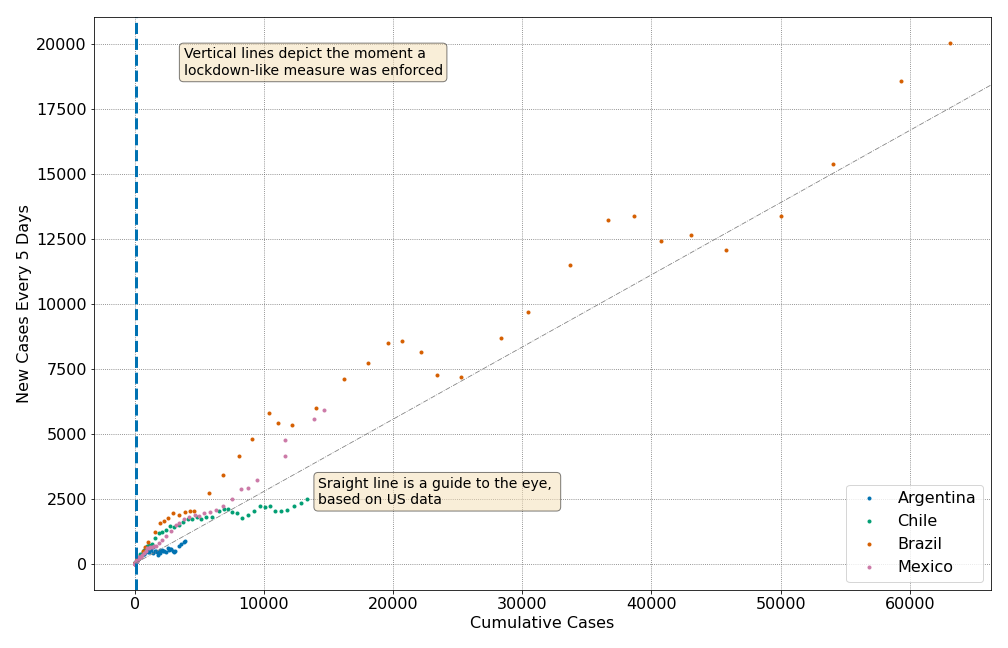 20000
17500
15000
12500
10000
7500
5000
2500
0
New Cases Every 5 Days
Vertical lines depict the moment a
lockdown-like measure was enforced
Sraight line is a guide to the eye,
based on US data
Argentina
Chile
Brazil
Mexico
0 10000 20000 30000 40000 50000 60000
Cumulative Cases